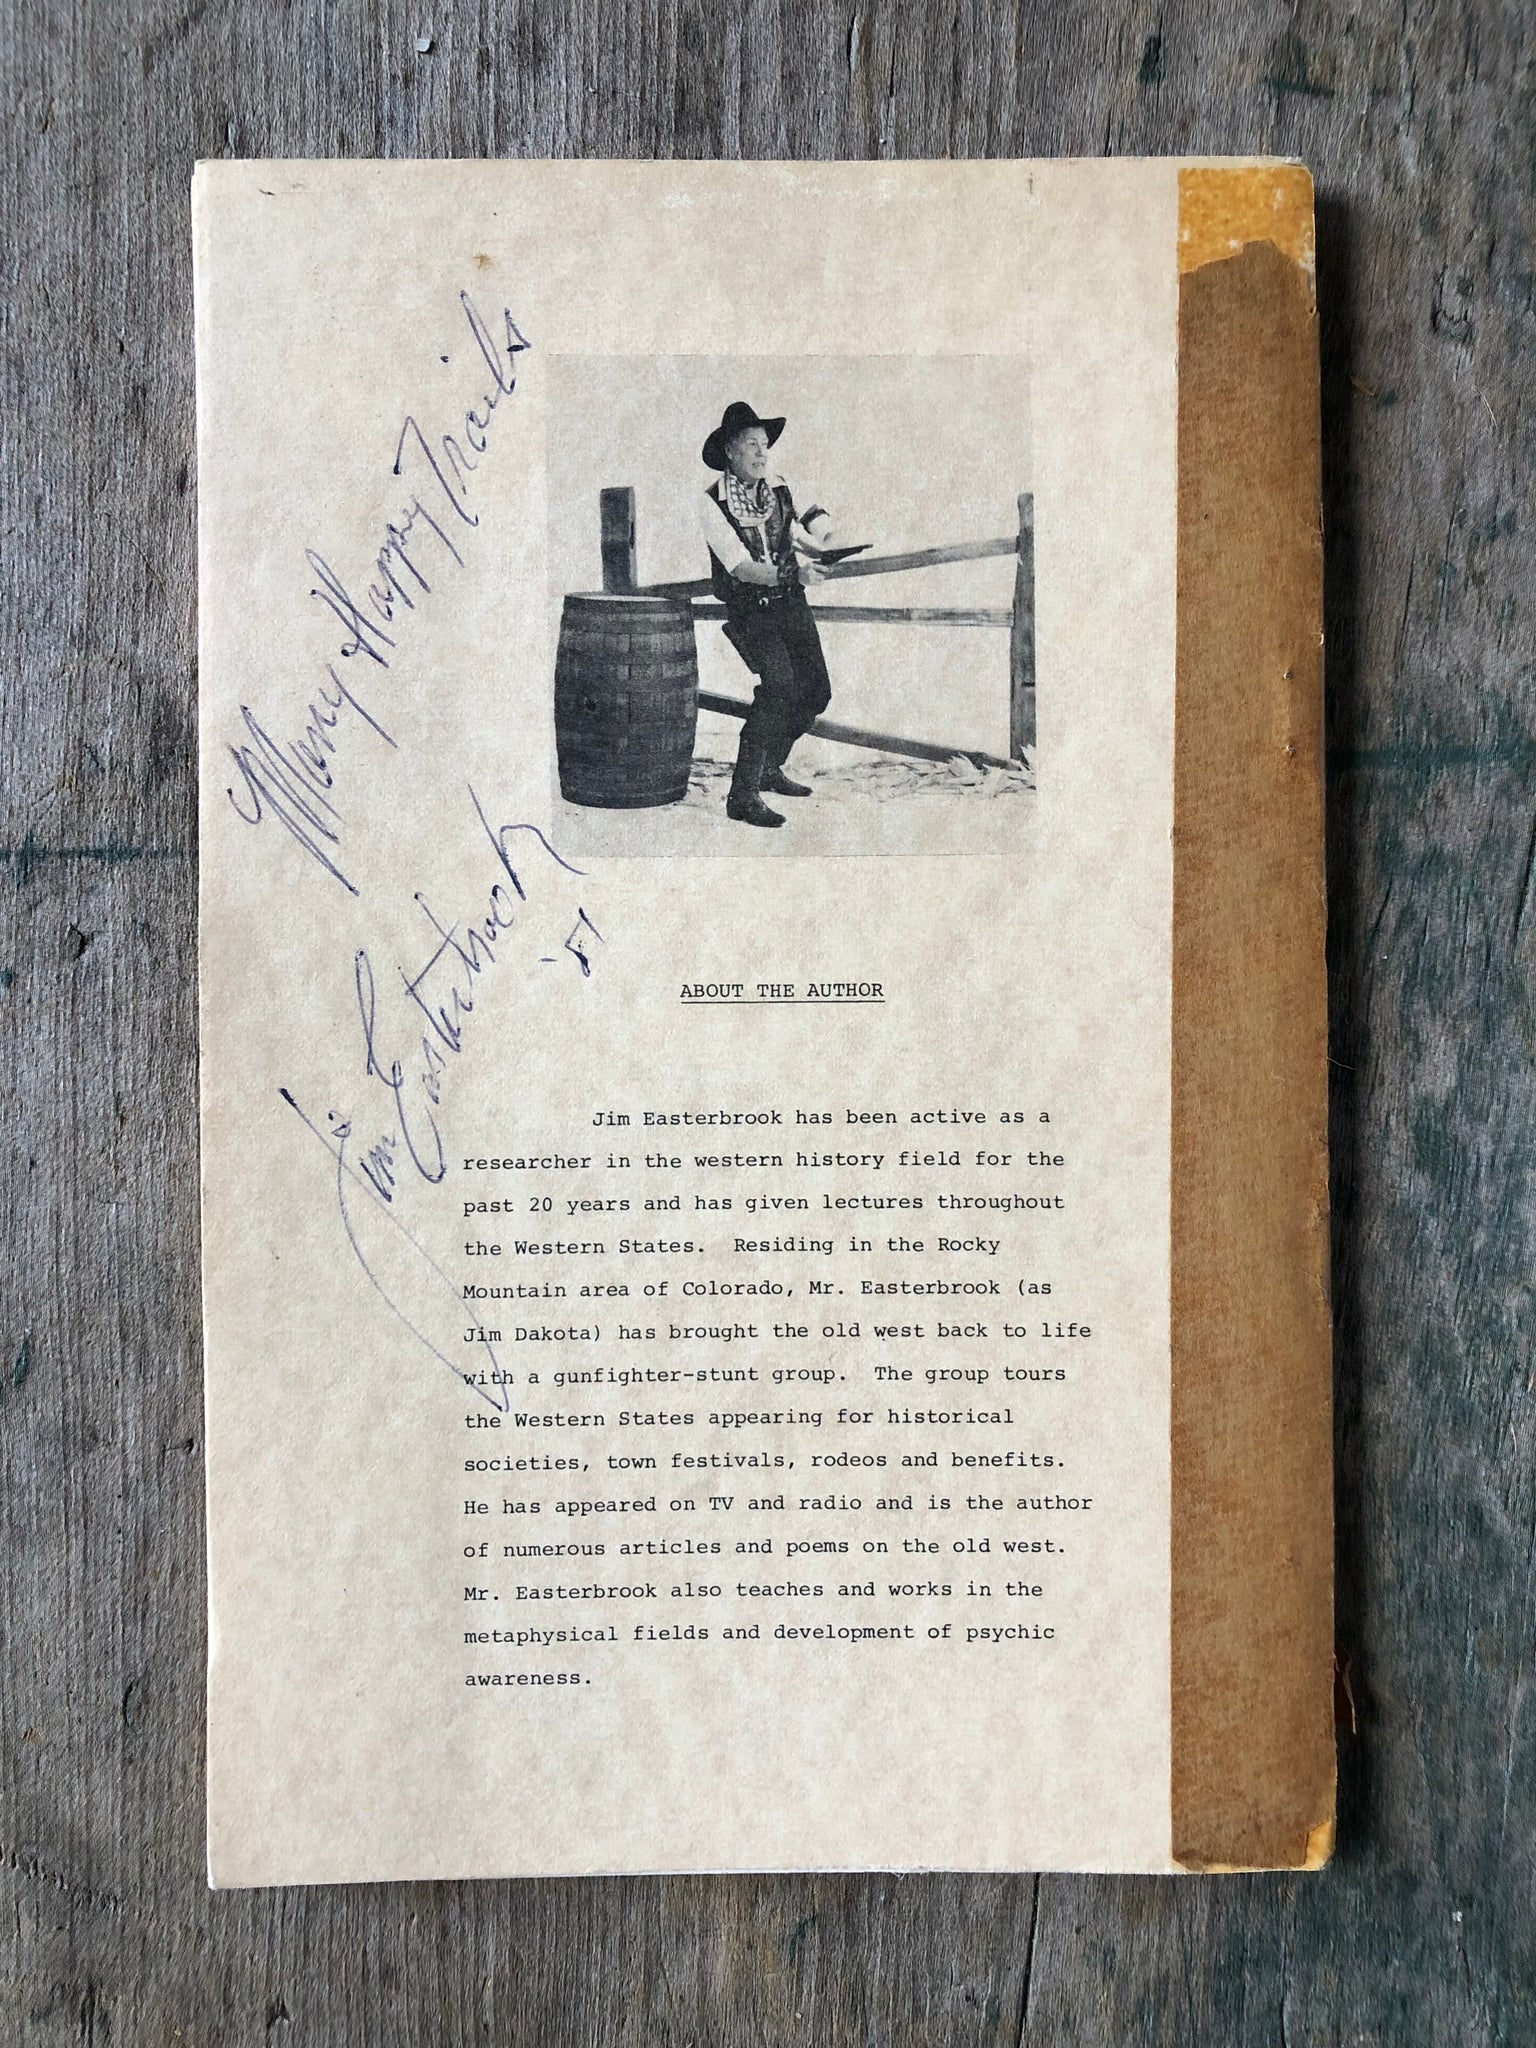 Many Happy Trails
Jim Easterbrook
'81
ABOUT THE AUTHOR
Jim Easterbrook has been active as a
researcher in the western history field for the
past 20 years and has given lectures throughout
the Western States.  Residing in the Rocky
Mountain area of Colorado, Mr. Easterbrook (as
Jim Dakota) has brought the old west back to life
with a gunfighter-stunt group.  The group tours
the Western States appearing for historical
societies, town festivals, rodeos and benefits.
He has appeared on TV and radio and is the author
of numerous articles and poems on the old west.
Mr. Easterbrook also teaches and works in the
metaphysical fields and development of psychic
awareness.